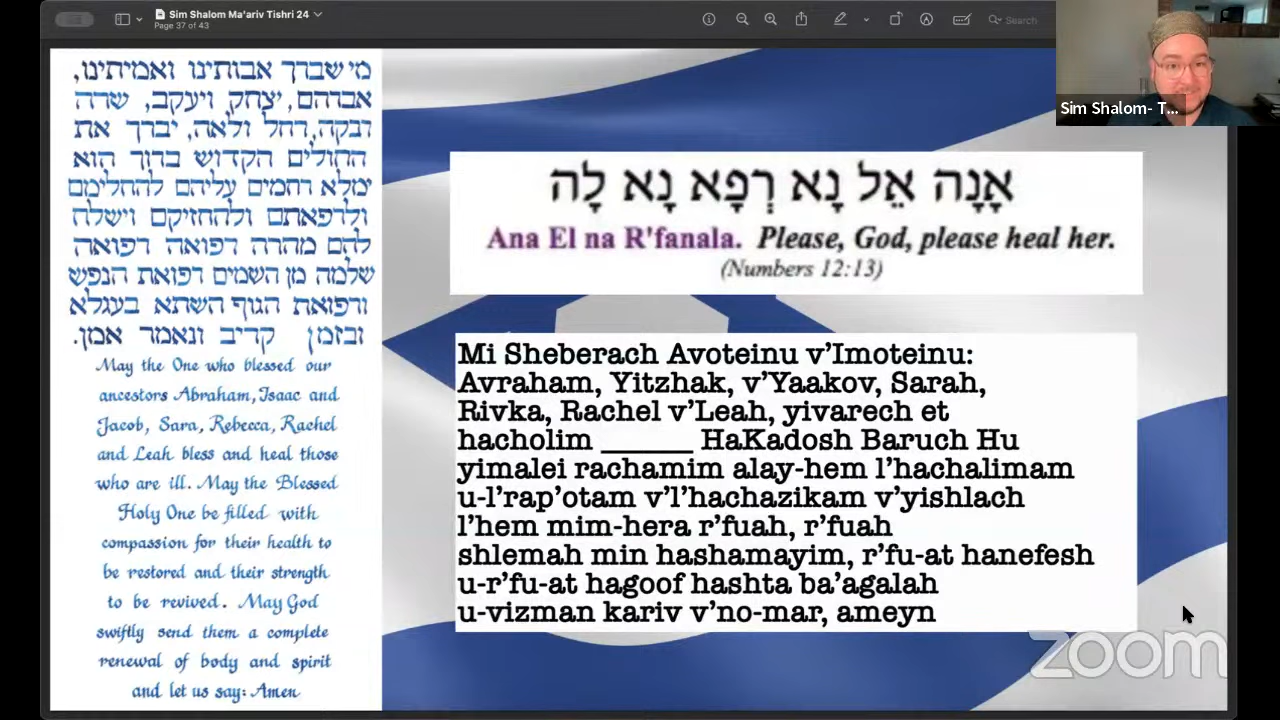 Sim Shalom Ma'ariv Tishri 24
Page 37 of 43
Search
Sim Shalom- T...
מי שברך אבותינו ואמיתינו,
אברהם, יצחק ויעקב, שרה
רבקה, רחל ולאה, יברך את
החולים הקדוש ברוך הוא
ימלא רחמים עליהם להחלימם
ולרפאתם ולהחזיקם וישלח
להם מהרה רפואה רפואה
שלמה מן השמים רפואת הנפש
ורפואת הגוף השתא בעגלא
ובזמן קריב ונאמר אמן.
May the One who blessed our
ancestors Abraham, Isaac and
Jacob, Sara, Rebecca, Rachel
and Leah bless and heal those
who are ill. May the Blessed
Holy One be filled with
compassion for their health to
be restored and their strength
to be revived. May God
swiftly send them a complete
renewal of body and spirit
and let us say: Amen
אָנָה אֵל נָא רְפָא נָא לָה
Ana El na R'fanala. Please, God, please heal her.
(Numbers 12:13)
Mi Sheberach Avoteinu v'Imoteinu:
Avraham, Yitzhak, v'Yaakov, Sarah,
Rivka, Rachel v'Leah, yivarech et
hacholim ______ HaKadosh Baruch Hu
yimalei rachamim alay-hem l'hachalimam
u-l'rap'otam v'l'hachazikam v'yishlach
l'hem mim-hera r'fuah, r'fuah
shlemah min hashamayim, r'fu-at hanefesh
u-r'fu-at hagoof hashta ba'agalah
u-vizman kariv v'no-mar, ameyn
zoom